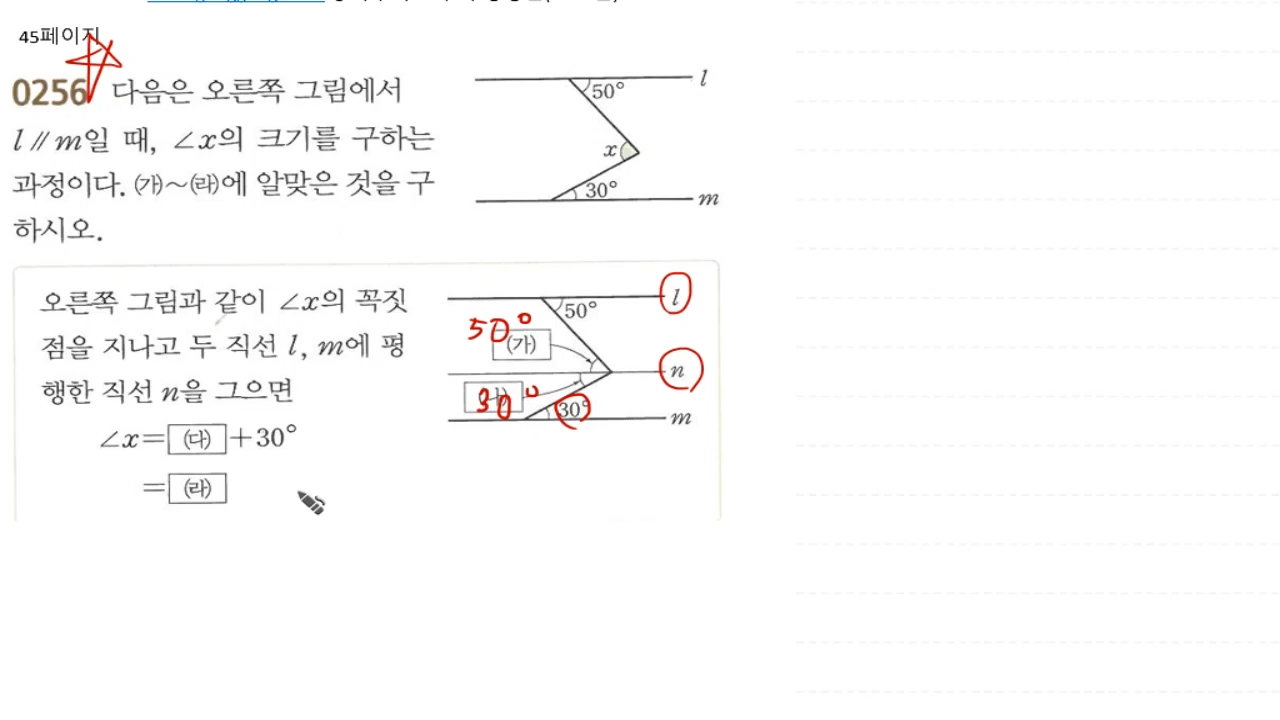 45페이지
0256 다음은 오른쪽 그림에서
l // m일 때, ∠x의 크기를 구하는
과정이다. ㈎~㈑에 알맞은 것을 구
하시오.
l
50°
x
30°
m
오른쪽 그림과 같이 ∠x의 꼭짓
점을 지나고 두 직선 l, m에 평
행한 직선 n을 그으면
∠x= ㈐ +30°
= ㈑
l
50°
50°
㈎
n
30°
30°
m